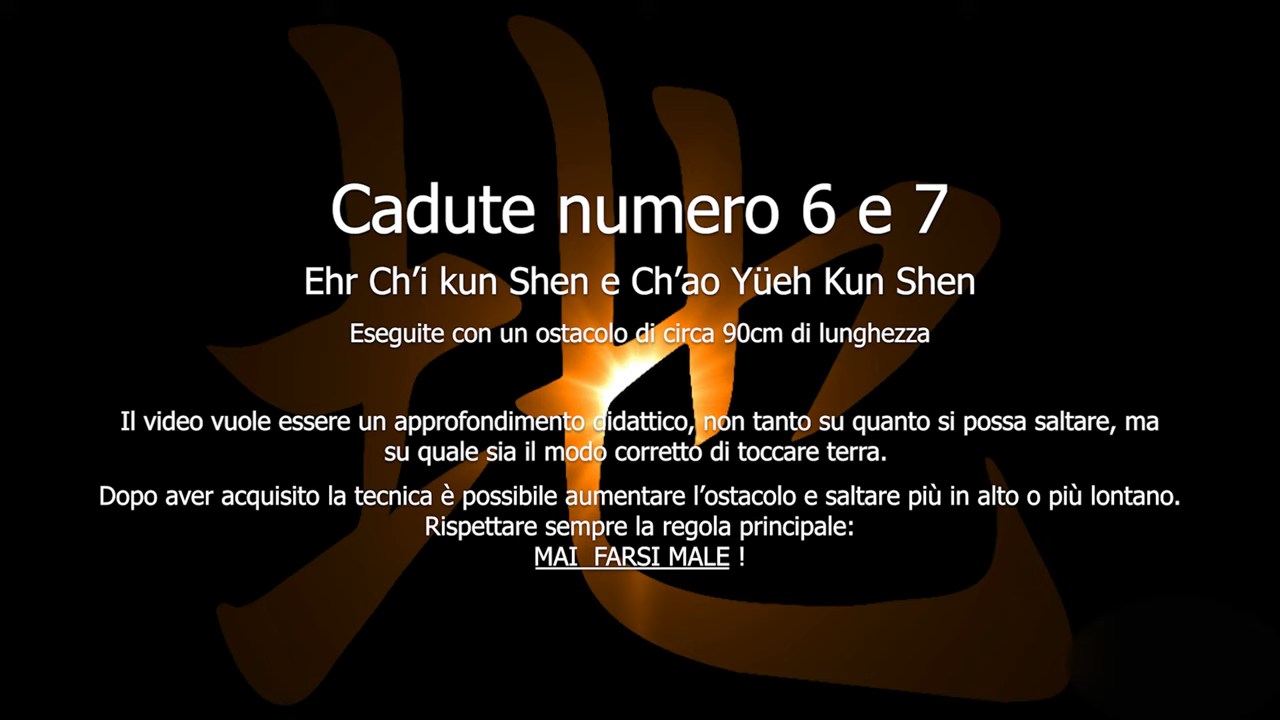 地
Cadute numero 6 e 7
Ehr Ch’i kun Shen e Ch’ao Yüeh Kun Shen
Eseguite con un ostacolo di circa 90cm di lunghezza
Il video vuole essere un approfondimento didattico, non tanto su quanto si possa saltare, ma
su quale sia il modo corretto di toccare terra.
Dopo aver acquisito la tecnica è possibile aumentare l’ostacolo e saltare più in alto o più lontano.
Rispettare sempre la regola principale:
MAI  FARSI MALE !